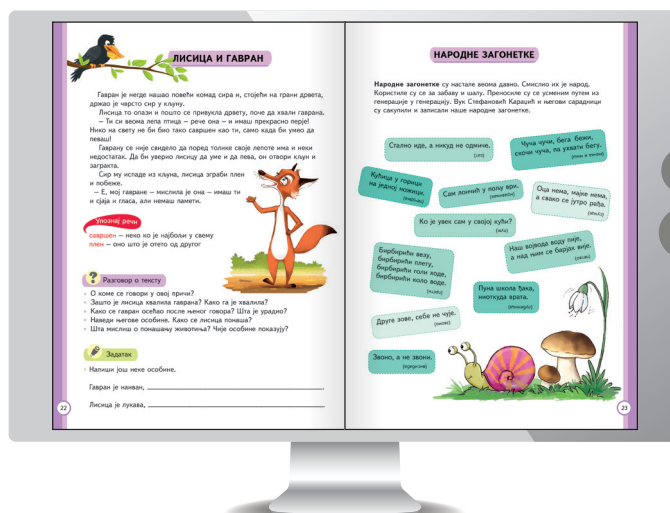 ЛИСИЦА И ГАВРАН
Гавран је негде нашао повећи комад сира и, стојећи на грани дрвета,
држао је чврсто сир у кљуну.
Лисица то опази и пошто се привукла дрвету, поче да хвали гаврана.
– Ти си веома лепа птица – рече она – и имаш прекрасно перје!
Нико на свету не би био тако савршен као ти, само када би умео да
певаш!
Гаврану се није свидело да поред толике своје лепоте има и неки
недостатак. Да би уверио лисицу да уме и да пева, он отвори кљун и
загракта.
Сир му испаде из кљуна, лисица зграби плен
и побеже.
– Е, мој гавране – мислила је она – имаш ти
и сјаја и гласа, али немаш памети.
Упознај речи
савршен – неко ко је најбољи у свему
плен – оно што је отето од другог
Разговор о тексту
О коме се говори у овој причи?
Зашто је лисица хвалила гаврана? Како га је хвалила?
Како се гавран осећао после њеног говора? Шта је урадио?
Наведи његове особине. Како се лисица понаша?
Шта мислиш о понашању животиња? Чије особине показују?
Задатак
Напиши још неке особине.
Гавран је наиван,
Лисица је лукава,
22
НАРОДНЕ ЗАГОНЕТКЕ
Народне загонетке су настале веома давно. Смислио их је народ.
Користиле су се за забаву и шалу. Преносиле су се усменим путем из
генерације у генерацију. Вук Стефановић Караџић и његови сарадници
су сакупили и записали наше народне загонетке.
Стално иде, а никуд не одмиче.
Чуча чучи, бега бежи,
скочи чуча, па ухвати бегу.
Кућица у горици
на једној ножици.
Сам лончић у пољу ври.
Оца нема, мајке нема,
а свако се јутро рађа.
Ко је увек сам у својој кући?
Наш војвода воду пије,
а над њим се барјак вије.
Бирбирићи везу,
бирбирићи плету,
бирбирићи голи ходе,
бирбирићи коло воде.
Пуна школа ђака,
ниоткуда врата.
Друге зове, себе не чује.
Звоно, а не звони.
23